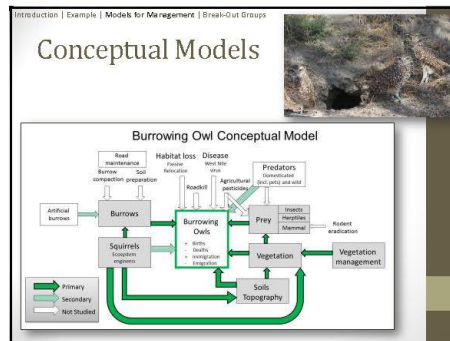 Introduction | Example | Models for Management | Break-Out Groups
Conceptual Models
Burrowing Owl Conceptual Model
Road
maintenance
Burrow
compaction
Soil
preparation
Habitat loss
Passive
Relocation
Roadkill
Disease
West Nile
virus
Agricultural
pesticides
Predators
Domesticated
(incl. pets) and wild
Artificial
burrows
Burrows
Burrowing
Owls
+ Births
- Deaths
+ Immigration
- Emigration
Prey
Insects
Herptiles
Mammal
Rodent
eradication
Squirrels
Ecosystem
engineers
Vegetation
Vegetation
management
Soils
Topography
Primary
Secondary
Not Studied